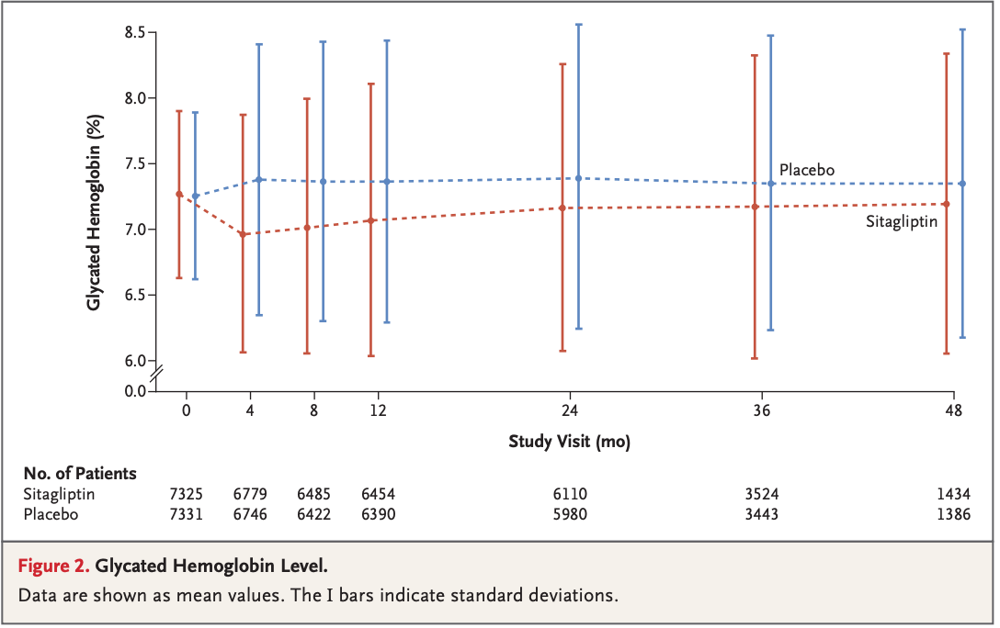 Glycated Hemoglobin (%)
8.5
8.0
7.5
7.0
6.5
6.0
0.0
Placebo
Sitagliptin
0 4 8 12 24 36 48
Study Visit (mo)
No. of Patients
Sitagliptin 7325 6779 6485 6454 6110 3524 1434
Placebo 7331 6746 6422 6390 5980 3443 1386
Figure 2. Glycated Hemoglobin Level.
Data are shown as mean values. The I bars indicate standard deviations.